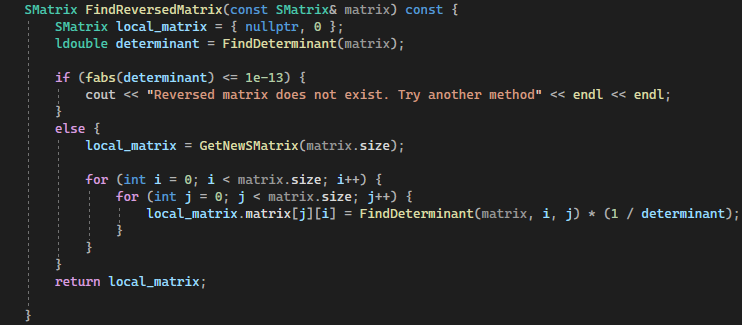 SMatrix FindReversedMatrix(const SMatrix& matrix) const {
    SMatrix local_matrix = { nullptr, 0 };
    ldouble determinant = FindDeterminant(matrix);

    if (fabs(determinant) <= 1e-13) {
        cout << "Reversed matrix does not exist. Try another method" << endl << endl;
    }
    else {
        local_matrix = GetNewSMatrix(matrix.size);

        for (int i = 0; i < matrix.size; i++) {
            for (int j = 0; j < matrix.size; j++) {
                local_matrix.matrix[j][i] = FindDeterminant(matrix, i, j) * (1 / determinant);
            }
        }
    }
    return local_matrix;

}